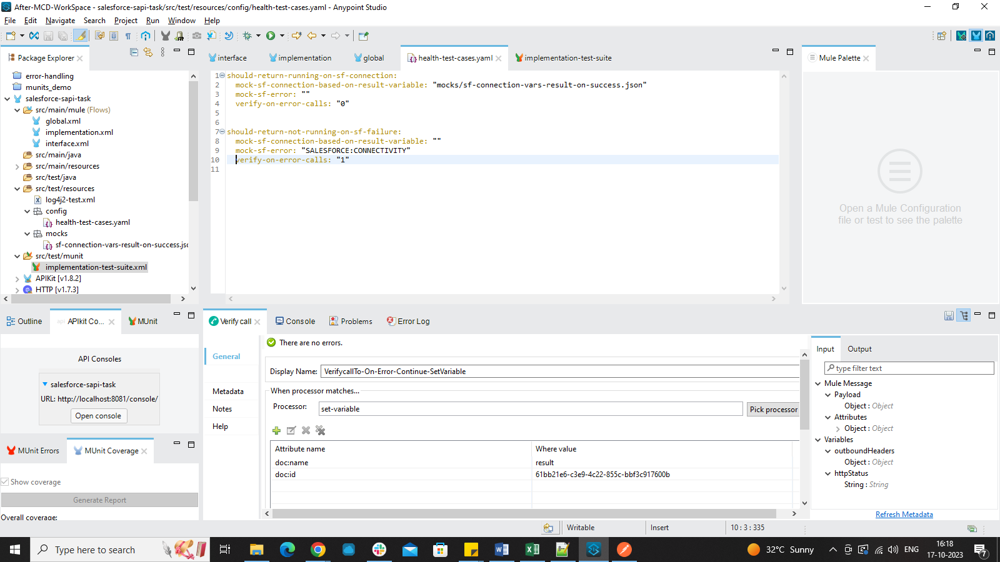 After-MCD-WorkSpace - salesforce-sapi-task/src/test/resources/config/health-test-cases.yaml - Anypoint Studio
File Edit Navigate Search Project Run Window Help
Package Explorer
error-handling
munits_demo
salesforce-sapi-task
src/main/mule (Flows)
global.xml
implementation.xml
interface.xml
src/main/java
src/main/resources
src/test/java
src/test/resources
log4j2-test.xml
config
health-test-cases.yaml
mocks
sf-connection-vars-result-on-success.jsc
src/test/munit
implementation-test-suite.xml
APIKit [v1.8.2]
HTTP [v1.7.3]
interface implementation global health-test-cases.yaml implementation-test-suite
1 should-return-running-on-sf-connection:
2 mock-sf-connection-based-on-result-variable: "mocks/sf-connection-vars-result-on-success.json"
3 mock-sf-error: ""
4 verify-on-error-calls: "0"
5
6
7 should-return-not-running-on-sf-failure:
8 mock-sf-connection-based-on-result-variable: ""
9 mock-sf-error: "SALESFORCE:CONNECTIVITY"
10 verify-on-error-calls: "1"
11
Mule Palette
Open a Mule Configuration
file or test to see the palette
Outline APIkit Co... MUnit
API Consoles
salesforce-sapi-task
URL: http://localhost:8081/console/
Open console
MUnit Errors MUnit Coverage
Show coverage
Generate Report
Overall coverage:
Verify call Console Problems Error Log
There are no errors.
General
Metadata
Notes
Help
Display Name: VerifycallTo-On-Error-Continue-SetVariable
When processor matches...
Processor: set-variable Pick processor
Attribute name Where value
doc:name result
doc:id 61bb21e6-c3e9-4c22-855c-bbf3c917600b
Input Output
type filter text
Mule Message
Payload
Object : Object
Attributes
Object : Object
Variables
outboundHeaders
Object : Object
httpStatus
String : String
Refresh Metadata
Writable Insert 10 : 3 : 335
Type here to search
32°C Sunny
ENG
16:18
17-10-2023
7